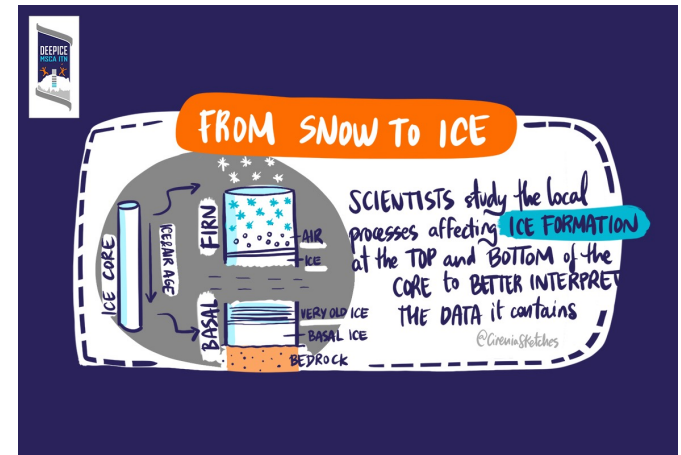 DEEPICE
MSCA ITN
FROM SNOW TO ICE
ICE CORE
ICE&AIR AGE
FIRN
AIR
ICE
BASAL
VERY OLD ICE
BASAL ICE
BEDROCK
SCIENTISTS study the local
processes affecting ICE FORMATION
at the TOP and BOTTOM of the
CORE to BETTER INTERPRET
THE DATA it contains
@CireniaSketches